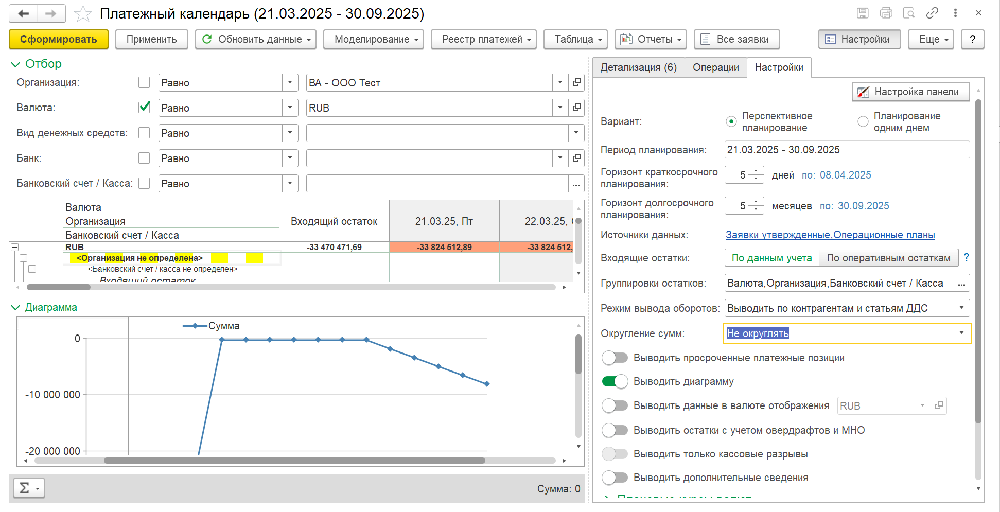 Платежный календарь (21.03.2025 - 30.09.2025)
Сформировать
Применить
Обновить данные
Моделирование
Реестр платежей
Таблица
Отчеты
Все заявки
Настройки
Еще
?
Отбор
Организация: Равно ВА - ООО Тест
Валюта: Равно RUB
Вид денежных средств: Равно
Банк: Равно
Банковский счет / Касса: Равно ...
Валюта
Организация
Банковский счет / Касса
Входящий остаток
21.03.25, Пт
22.03.25,
RUB -33 470 471,69 -33 824 512,89 -33 824 512,
<Организация не определена>
<Банковский счет / касса не определен>
Входящий остаток
Диаграмма
Сумма
0
-10 000 000
-20 000 000
Σ
Сумма: 0
Детализация (6)
Операции
Настройки
Настройка панели
Вариант:
Перспективное
планирование
Планирование
одним днем
Период планирования: 21.03.2025 - 30.09.2025
Горизонт краткосрочного
планирования:
5 дней по: 08.04.2025
Горизонт долгосрочного
планирования:
5 месяцев по: 30.09.2025
Источники данных: Заявки утвержденные,Операционные планы
Входящие остатки: По данным учета По оперативным остаткам ?
Группировки остатков: Валюта,Организация,Банковский счет / Касса ...
Режим вывода оборотов: Выводить по контрагентам и статьям ДДС
Округление сумм: Не округлять
Выводить просроченные платежные позиции
Выводить диаграмму
Выводить данные в валюте отображения RUB
Выводить остатки с учетом овердрафтов и МНО
Выводить только кассовые разрывы
Выводить дополнительные сведения